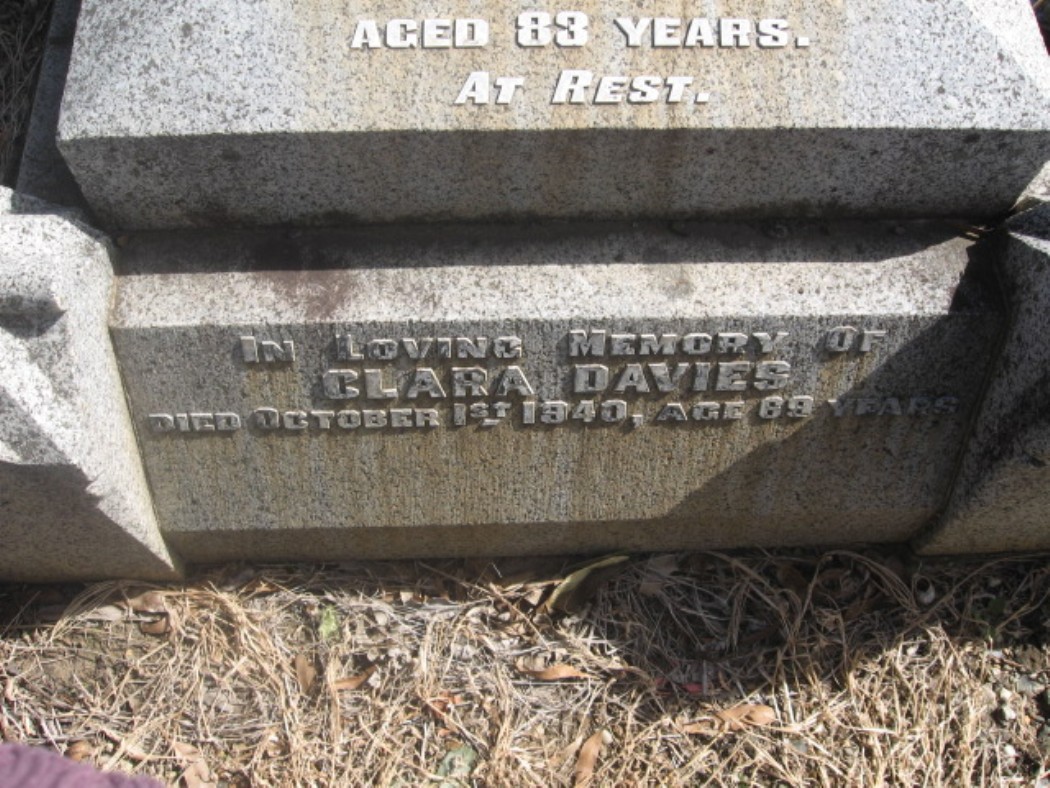 AGED 83 YEARS.
AT REST.
IN LOVING MEMORY OF
CLARA DAVIES
DIED OCTOBER 1ST 1940, AGE 89 YEARS